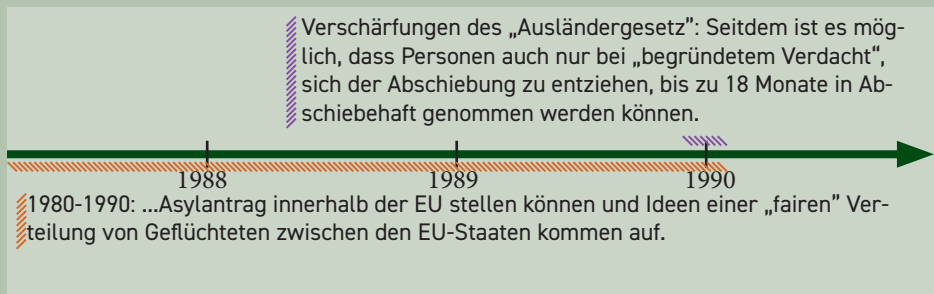 Verschärfungen des „Ausländergesetz”: Seitdem ist es mög-
lich, dass Personen auch nur bei „begründetem Verdacht“,
sich der Abschiebung zu entziehen, bis zu 18 Monate in Ab-
schiebehaft genommen werden können.
1988 1989 1990
1980-1990: ...Asylantrag innerhalb der EU stellen können und Ideen einer „fairen” Ver-
teilung von Geflüchteten zwischen den EU-Staaten kommen auf.